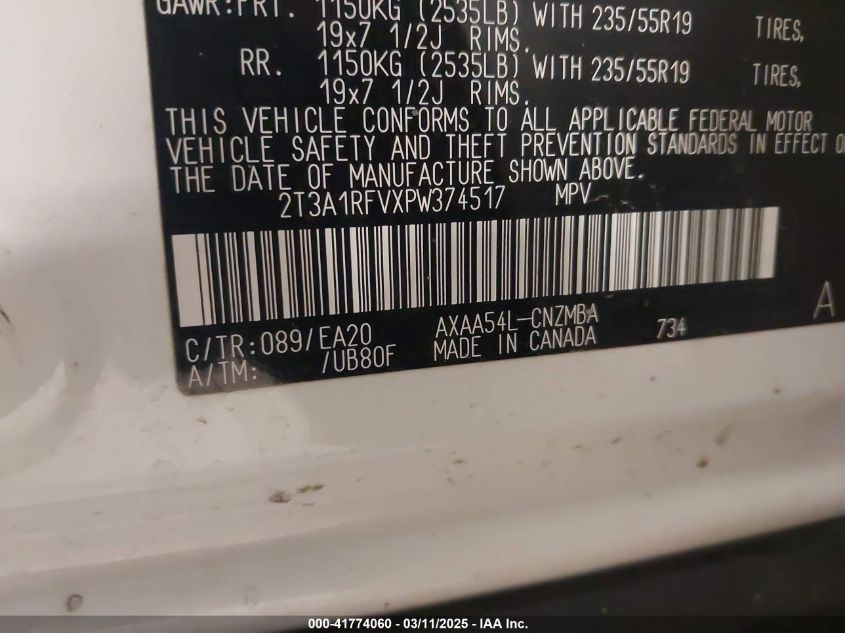 GAWR:FRT. 1150KG (2535LB) WITH 235/55R19 TIRES,
19x7 1/2J RIMS.
RR. 1150KG (2535LB) WITH 235/55R19 TIRES,
19x7 1/2J RIMS.
THIS VEHICLE CONFORMS TO ALL APPLICABLE FEDERAL MOTOR
VEHICLE SAFETY AND THEFT PREVENTION STANDARDS IN EFFECT O
THE DATE OF MANUFACTURE SHOWN ABOVE.
2T3A1RFVXPW374517 MPV
C/TR:089/EA20 AXAA54L-CNZMBA 734 A
A/TM: /UB80F MADE IN CANADA
000-41774060 - 03/11/2025 - IAA Inc.